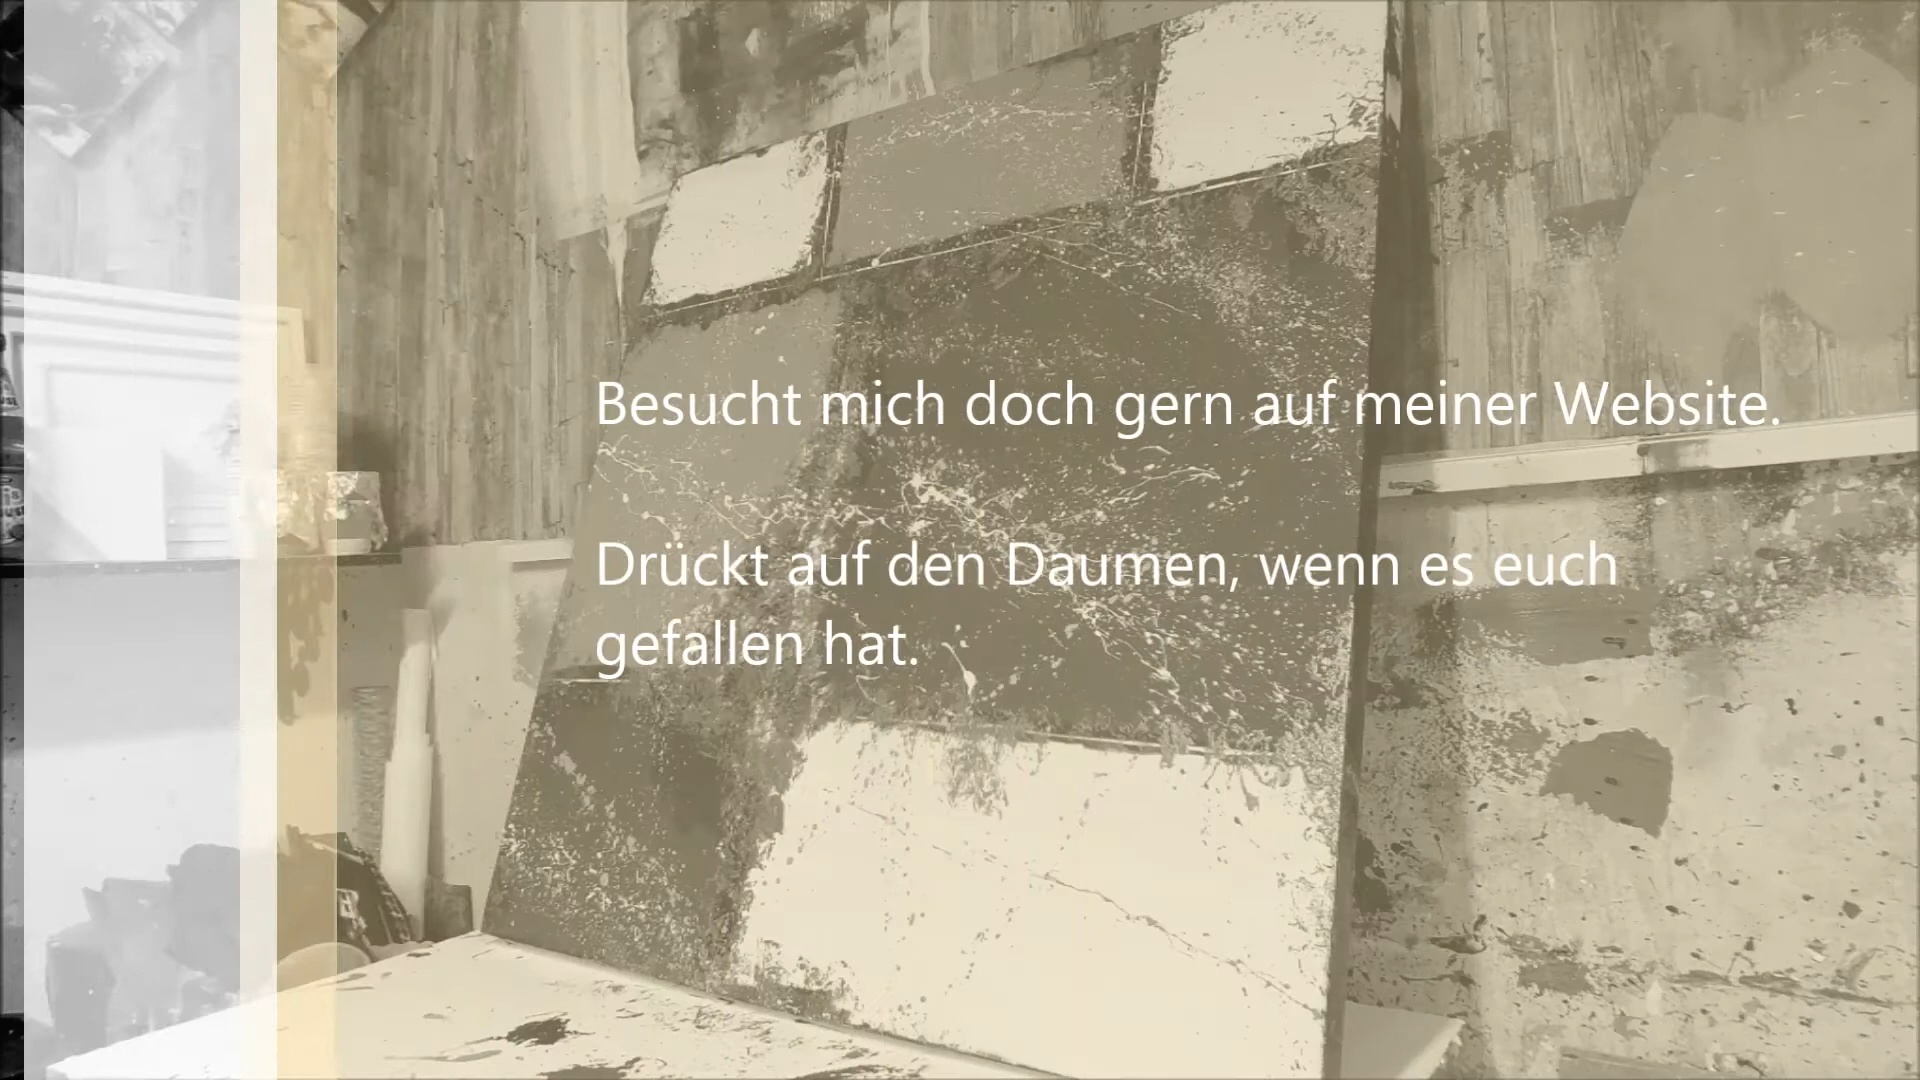 Besucht mich doch gern auf meiner Website.
Drückt auf den Daumen, wenn es euch
gefallen hat.